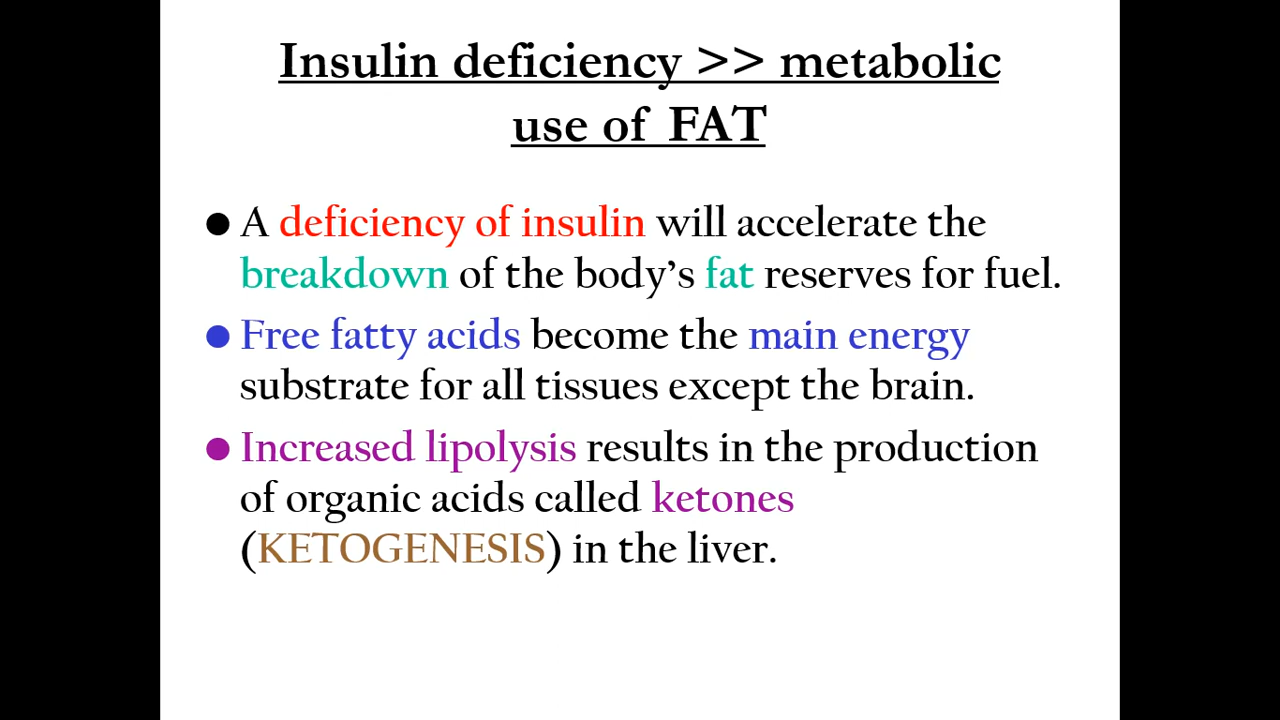 Insulin deficiency >> metabolic
use of FAT
● A deficiency of insulin will accelerate the
breakdown of the body’s fat reserves for fuel.
● Free fatty acids become the main energy
substrate for all tissues except the brain.
● Increased lipolysis results in the production
of organic acids called ketones
(KETOGENESIS) in the liver.